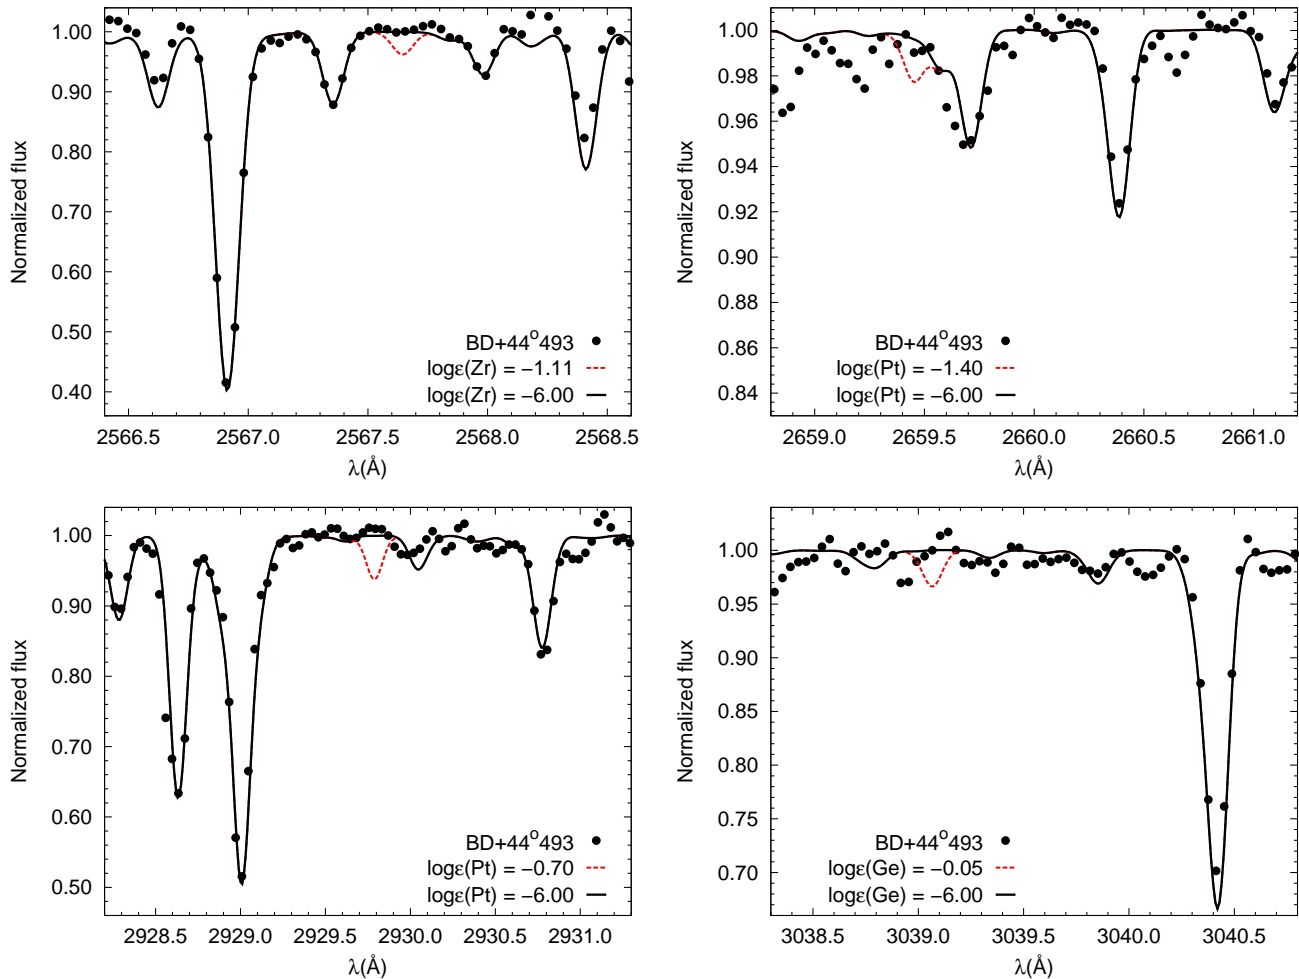 1.00
0.90
0.80
0.70
0.60
0.50
0.40
Normalized flux
BD+44°493
logε(Zr) = −1.11
logε(Zr) = −6.00
2566.5 2567.0 2567.5 2568.0 2568.5
λ(Å)
1.00
0.98
0.96
0.94
0.92
0.90
0.88
0.86
0.84
Normalized flux
BD+44°493
logε(Pt) = −1.40
logε(Pt) = −6.00
2659.0 2659.5 2660.0 2660.5 2661.0
λ(Å)
1.00
0.90
0.80
0.70
0.60
0.50
Normalized flux
BD+44°493
logε(Pt) = −0.70
logε(Pt) = −6.00
2928.5 2929.0 2929.5 2930.0 2930.5 2931.0
λ(Å)
1.00
0.95
0.90
0.85
0.80
0.75
0.70
Normalized flux
BD+44°493
logε(Ge) = −0.05
logε(Ge) = −6.00
3038.5 3039.0 3039.5 3040.0 3040.5
λ(Å)